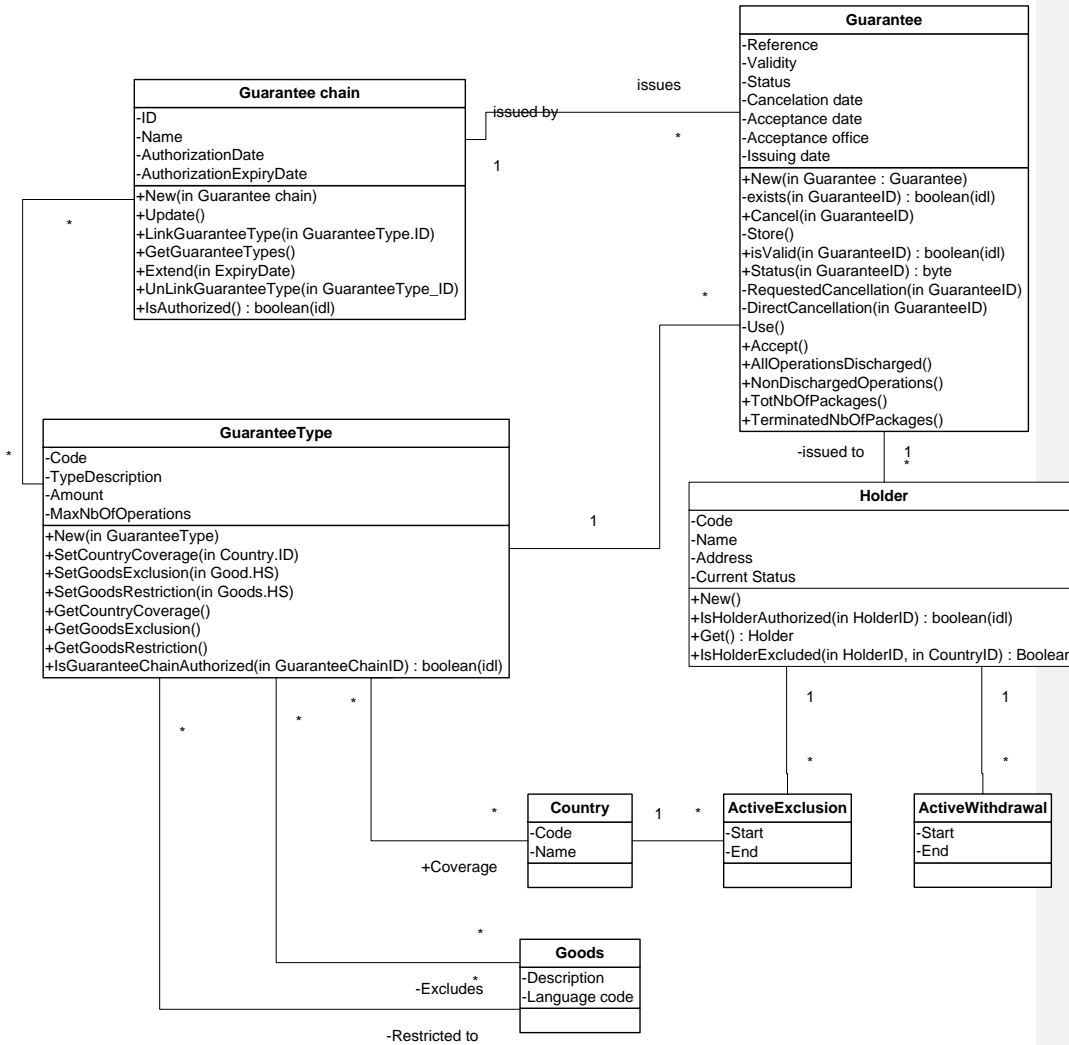 Guarantee
-Reference
-Validity
-Status
-Cancelation date
-Acceptance date
-Acceptance office
-Issuing date
+New(in Guarantee : Guarantee)
-exists(in GuaranteeID) : boolean(idl)
+Cancel(in GuaranteeID)
-Store()
+isValid(in GuaranteeID) : boolean(idl)
+Status(in GuaranteeID) : byte
-RequestedCancellation(in GuaranteeID)
-DirectCancellation(in GuaranteeID)
-Use()
+Accept()
+AllOperationsDischarged()
+NonDischargedOperations()
+TotNbOfPackages()
+TerminatedNbOfPackages()
Guarantee chain
-ID
-Name
-AuthorizationDate
-AuthorizationExpiryDate
+New(in Guarantee chain)
+Update()
+LinkGuaranteeType(in GuaranteeType.ID)
+GetGuaranteeTypes()
+Extend(in ExpiryDate)
+UnLinkGuaranteeType(in GuaranteeType_ID)
+IsAuthorized() : boolean(idl)
issues
issued by
*
1
*
*
*
1
GuaranteeType
-Code
-TypeDescription
-Amount
-MaxNbOfOperations
+New(in GuaranteeType)
+SetCountryCoverage(in Country.ID)
+SetGoodsExclusion(in Good.HS)
+SetGoodsRestriction(in Goods.HS)
+GetCountryCoverage()
+GetGoodsExclusion()
+GetGoodsRestriction()
+IsGuaranteeChainAuthorized(in GuaranteeChainID) : boolean(idl)
-issued to
1
*
Holder
-Code
-Name
-Address
-Current Status
+New()
+IsHolderAuthorized(in HolderID) : boolean(idl)
+Get() : Holder
+IsHolderExcluded(in HolderID, in CountryID) : Boolean
*
*
*
1
1
*
*
*
1
*
Country
-Code
-Name
+Coverage
ActiveExclusion
-Start
-End
ActiveWithdrawal
-Start
-End
*
*
-Excludes
-Restricted to
Goods
-Description
-Language code